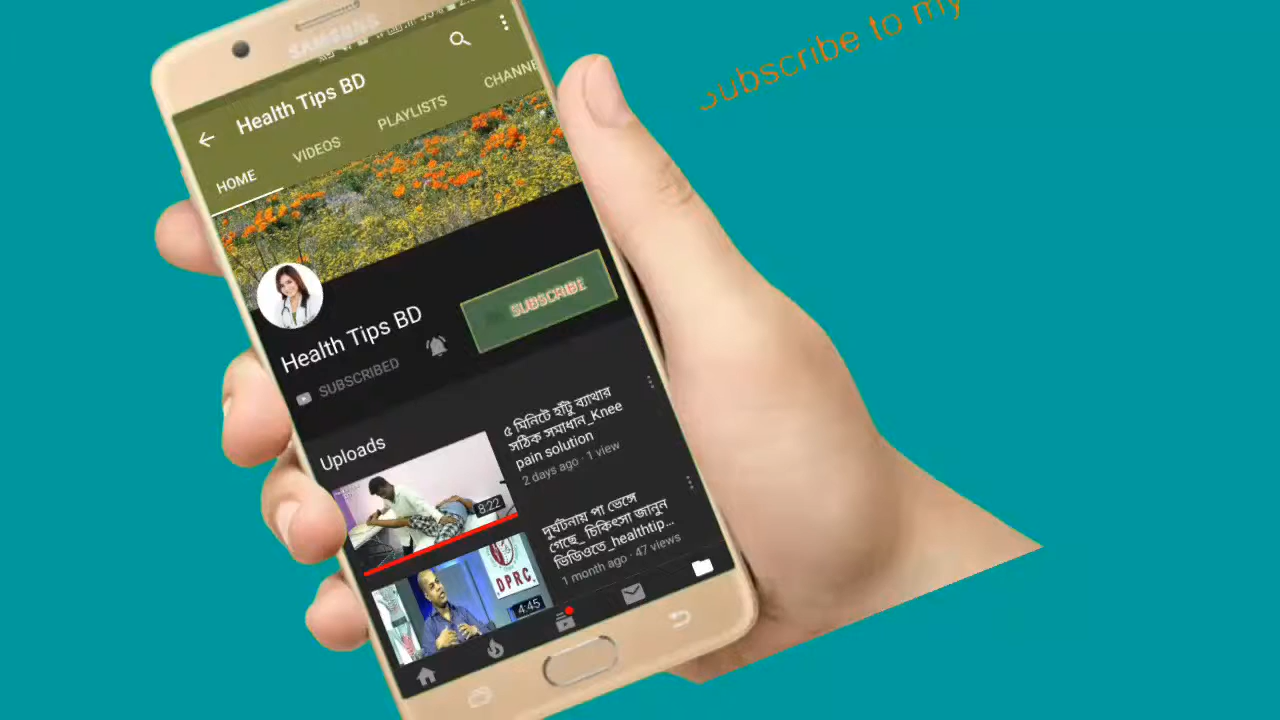 subscribe to my
SAMSUNG
Health Tips BD
HOME
VIDEOS
PLAYLISTS
CHANNE
Health Tips BD
SUBSCRIBE
SUBSCRIBED
Uploads
৫ মিনিটে হাঁটু ব্যাথার
সঠিক সমাধান_Knee
pain solution
2 days ago · 1 view
8:22
দুর্ঘটনায় পা ভেঙ্গে
গেছে_ চিকিৎসা জানুন
ভিডিওতে_healthtip...
1 month ago · 47 views
DPRC
4:45